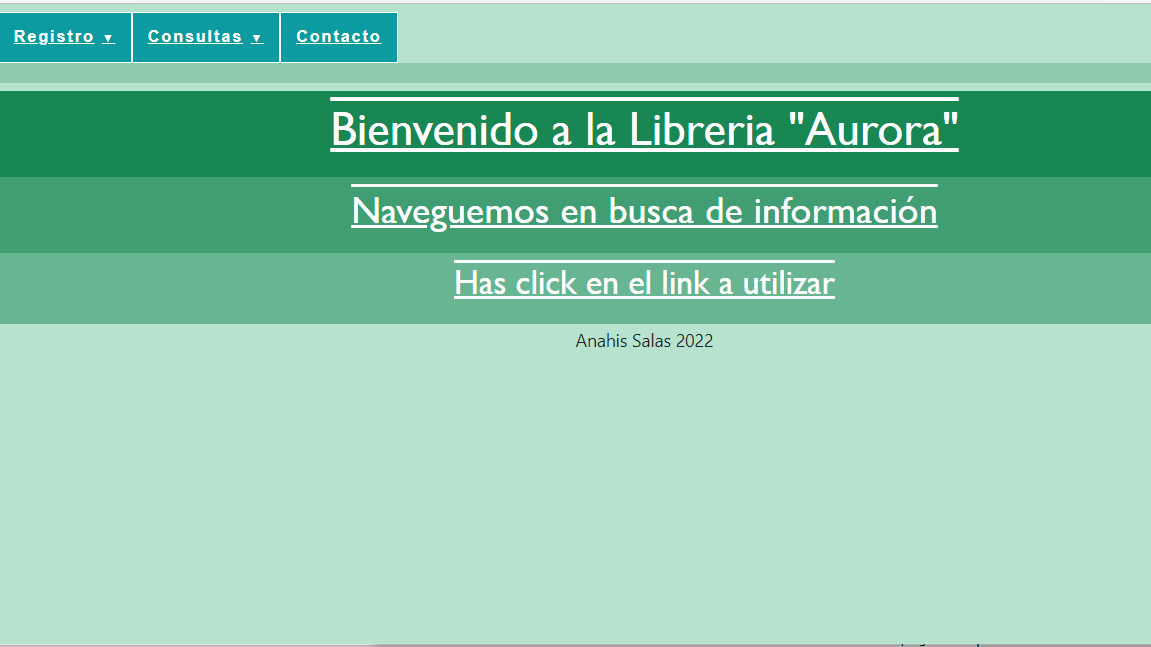 Registro ▼ Consultas ▼ Contacto
Bienvenido a la Libreria "Aurora"
Naveguemos en busca de información
Has click en el link a utilizar
Anahis Salas 2022